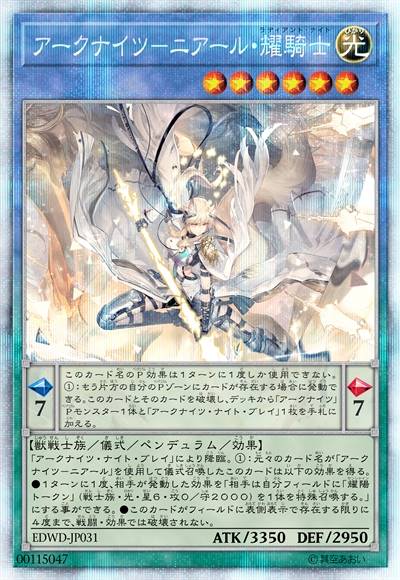 ラディアント ナイト
アークナイツーニアール・耀騎士
ひかり
光
このカード名のP効果は1ターンに1度しか使用できない。
①:もう片方の自分のPゾーンにカードが存在する場合に発動で
きる。このカードとそのカードを破壊し、デッキから「アークナイツ」
Pモンスター1体と「アークナイツ・ナイト・プレイ」1枚を手札に
加える。
7
7
【獣戦士族/儀式/ペンデュラム/効果】
「アークナイツ・ナイト・プレイ」により降臨。①:元々のカード名が「アーク
ナイツーニアール」を使用して儀式召喚したこのカードは以下の効果を得る。
●1ターンに1度、相手が発動した効果を「相手は自分フィールドに「耀陽
トークン」(戦士族・光・星6・攻0/守2000)を1体を特殊召喚する。」
にする事ができる。●このカードがフィールドに表側表示で存在する限りに
4度まで、戦闘・効果では破壊されない。
EDWD-JP031
ATK/3350 DEF/2950
00115047
©宮並あおい